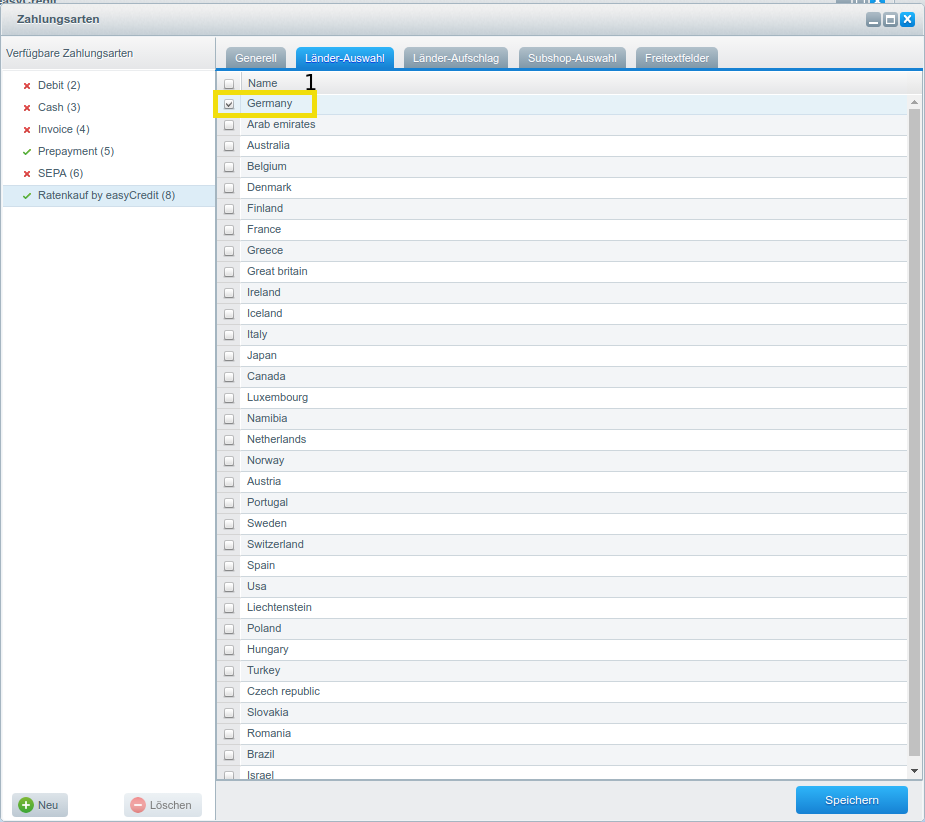 Zahlungsarten
Verfügbare Zahlungsarten
Debit (2)
Cash (3)
Invoice (4)
Prepayment (5)
SEPA (6)
Ratenkauf by easyCredit (8)
Neu
Löschen
Generell Länder-Auswahl Länder-Aufschlag Subshop-Auswahl Freitextfelder
Name
1
Germany
Arab emirates
Australia
Belgium
Denmark
Finland
France
Greece
Great britain
Ireland
Iceland
Italy
Japan
Canada
Luxembourg
Namibia
Netherlands
Norway
Austria
Portugal
Sweden
Switzerland
Spain
Usa
Liechtenstein
Poland
Hungary
Turkey
Czech republic
Slovakia
Romania
Brazil
Israel
Speichern